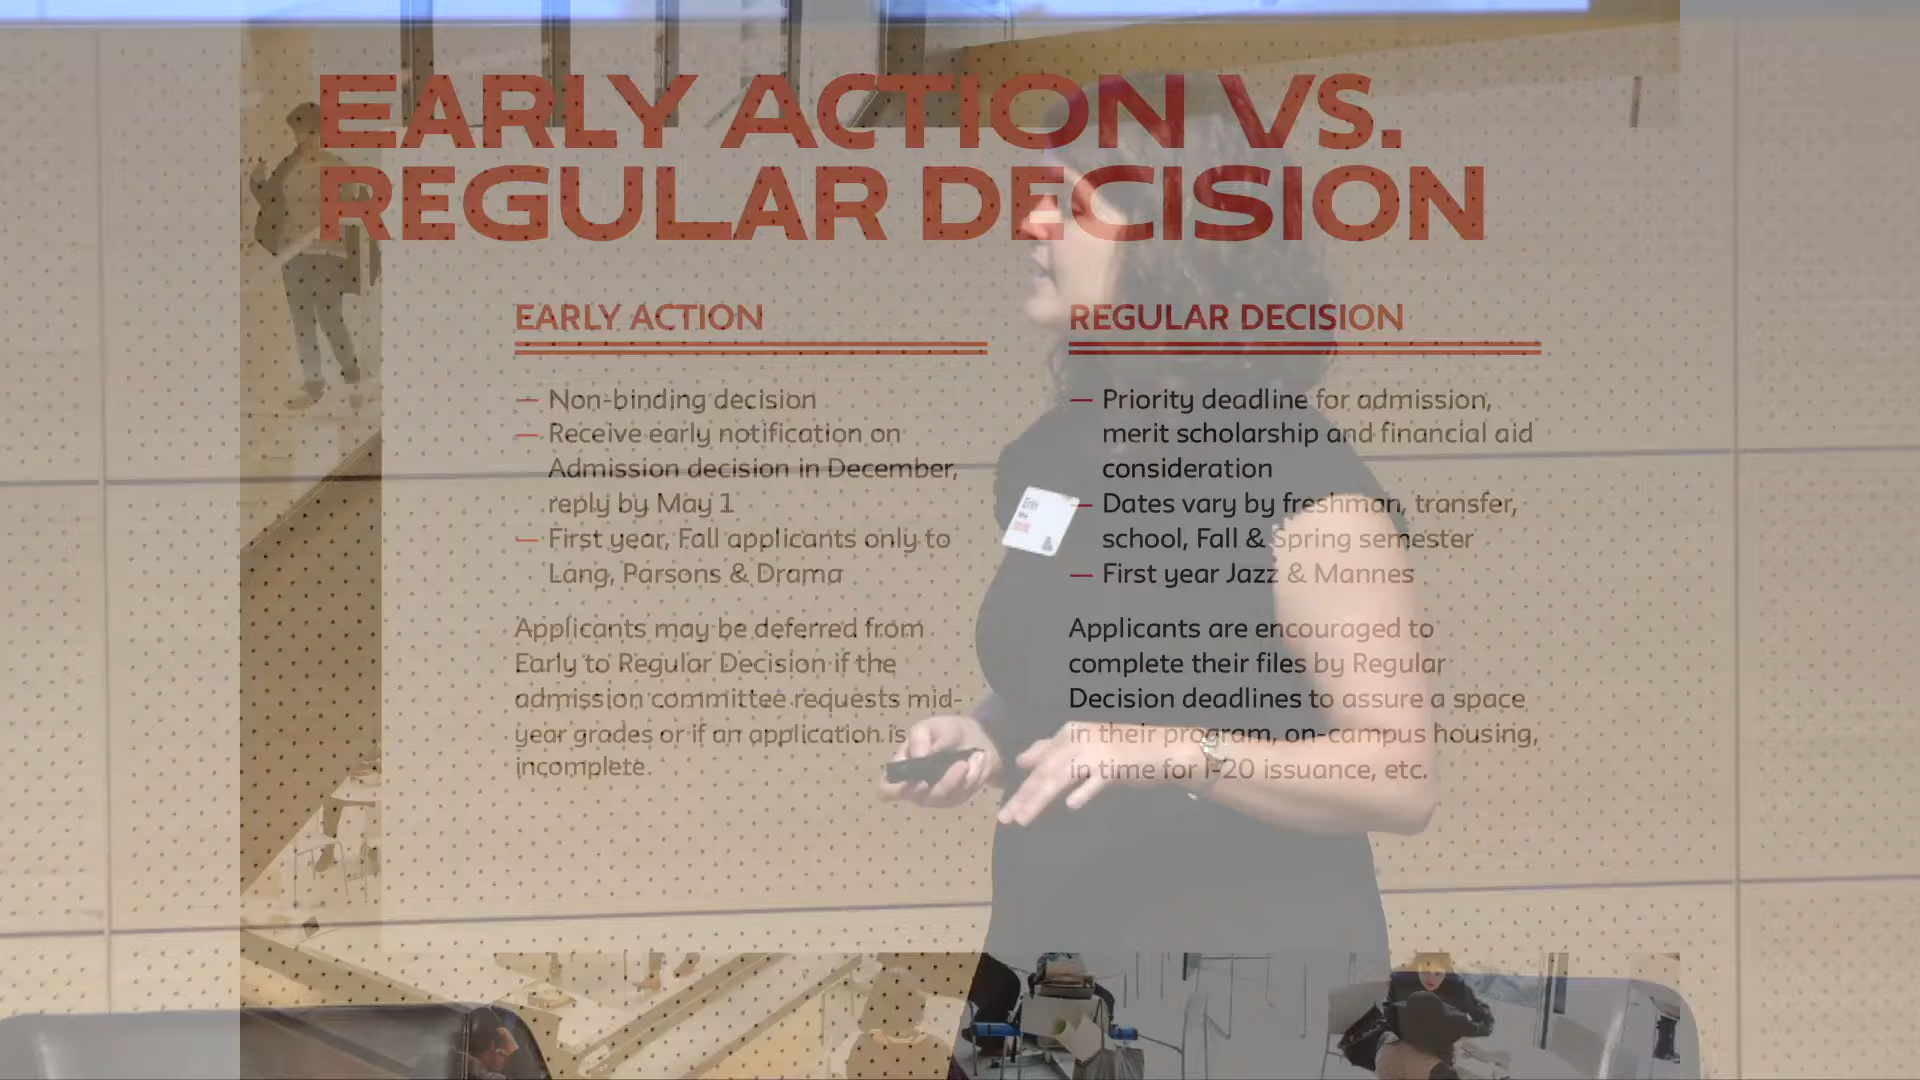 EARLY ACTION VS.
REGULAR DECISION
EARLY ACTION
— Non-binding decision
— Receive early notification on
Admission decision in December,
reply by May 1
— First year, Fall applicants only to
Lang, Parsons & Drama
Applicants may be deferred from
Early to Regular Decision if the
admission committee requests mid-
year grades or if an application is
incomplete.
REGULAR DECISION
— Priority deadline for admission,
merit scholarship and financial aid
consideration
— Dates vary by freshman, transfer,
school, Fall & Spring semester
— First year Jazz & Mannes
Applicants are encouraged to
complete their files by Regular
Decision deadlines to assure a space
in their program, on-campus housing,
in time for I-20 issuance, etc.